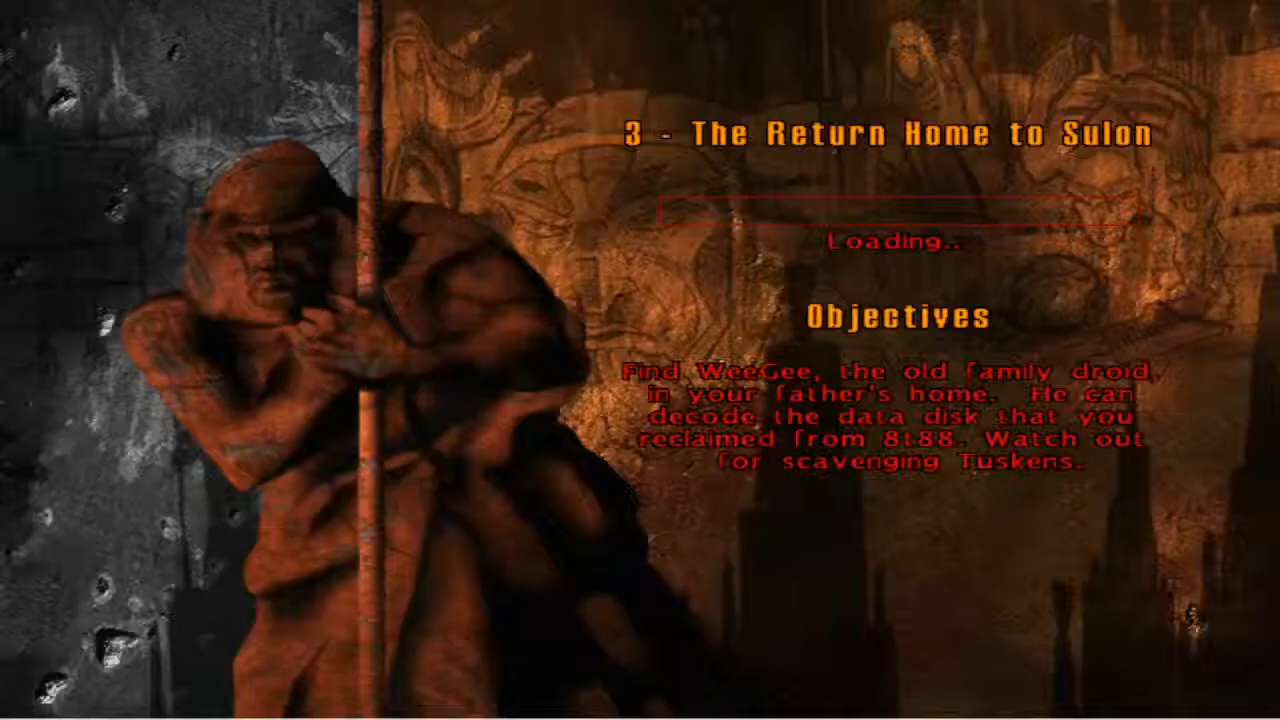 3 - The Return Home to Sulon
Loading..
Objectives
Find WeeGee, the old family droid,
in your father's home.  He can
decode the data disk that you
reclaimed from 8t88. Watch out
for scavenging Tuskens.